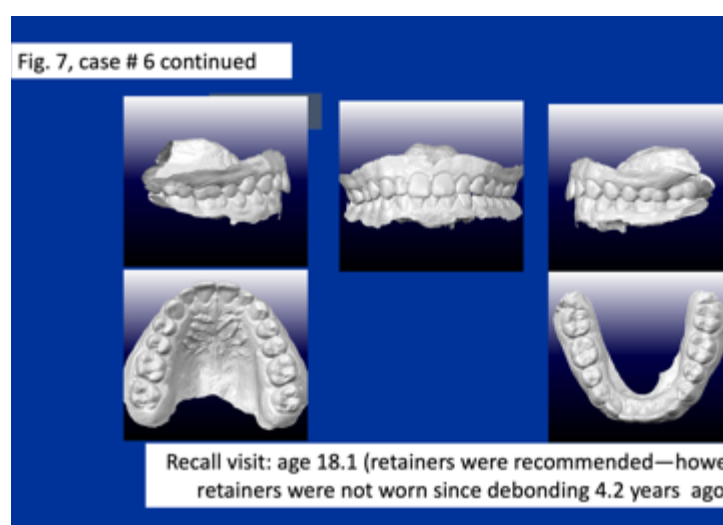 Fig. 7, case # 6 continued
Recall visit: age 18.1 (retainers were recommended—howe
retainers were not worn since debonding 4.2 years ago